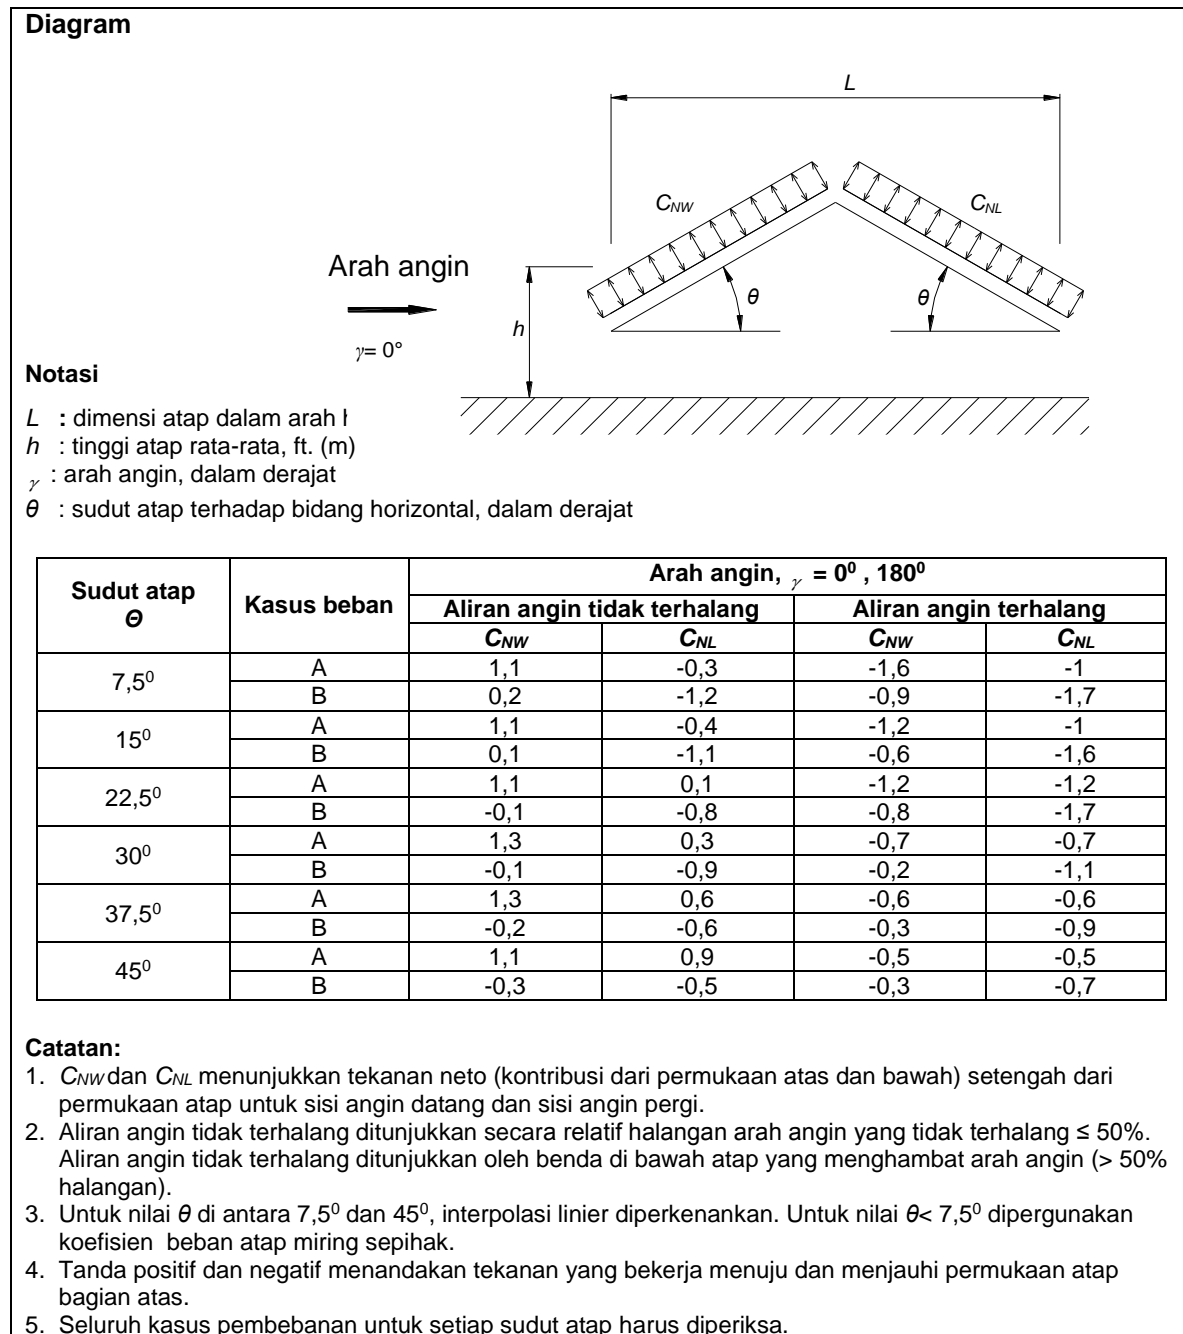 Diagram
L
C_NW
C_NL
Arah angin
θ
θ
h
γ= 0°
Notasi
L : dimensi atap dalam arah
h : tinggi atap rata-rata, ft. (m)
γ : arah angin, dalam derajat
θ : sudut atap terhadap bidang horizontal, dalam derajat
Sudut atap Θ | Kasus beban | Arah angin, γ = 0⁰ , 180⁰
Aliran angin tidak terhalang | Aliran angin terhalang
C_NW | C_NL | C_NW | C_NL
7,5⁰ | A | 1,1 | -0,3 | -1,6 | -1
B | 0,2 | -1,2 | -0,9 | -1,7
15⁰ | A | 1,1 | -0,4 | -1,2 | -1
B | 0,1 | -1,1 | -0,6 | -1,6
22,5⁰ | A | 1,1 | 0,1 | -1,2 | -1,2
B | -0,1 | -0,8 | -0,8 | -1,7
30⁰ | A | 1,3 | 0,3 | -0,7 | -0,7
B | -0,1 | -0,9 | -0,2 | -1,1
37,5⁰ | A | 1,3 | 0,6 | -0,6 | -0,6
B | -0,2 | -0,6 | -0,3 | -0,9
45⁰ | A | 1,1 | 0,9 | -0,5 | -0,5
B | -0,3 | -0,5 | -0,3 | -0,7
Catatan:
1. C_NW dan C_NL menunjukkan tekanan neto (kontribusi dari permukaan atas dan bawah) setengah dari
permukaan atap untuk sisi angin datang dan sisi angin pergi.
2. Aliran angin tidak terhalang ditunjukkan secara relatif halangan arah angin yang tidak terhalang ≤ 50%.
Aliran angin tidak terhalang ditunjukkan oleh benda di bawah atap yang menghambat arah angin (> 50%
halangan).
3. Untuk nilai θ di antara 7,5⁰ dan 45⁰, interpolasi linier diperkenankan. Untuk nilai θ< 7,5⁰ dipergunakan
koefisien beban atap miring sepihak.
4. Tanda positif dan negatif menandakan tekanan yang bekerja menuju dan menjauhi permukaan atap
bagian atas.
5. Seluruh kasus pembebanan untuk setiap sudut atap harus diperiksa.